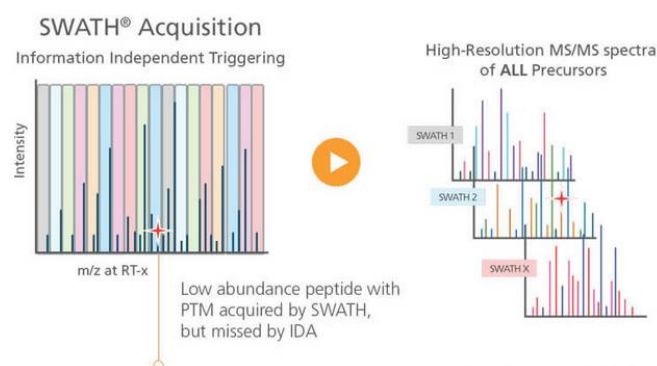 SWATH® Acquisition
Information Independent Triggering
Intensity
m/z at RT-x
Low abundance peptide with
PTM acquired by SWATH,
but missed by IDA
High-Resolution MS/MS spectra
of ALL Precursors
SWATH 1
SWATH 2
SWATH X